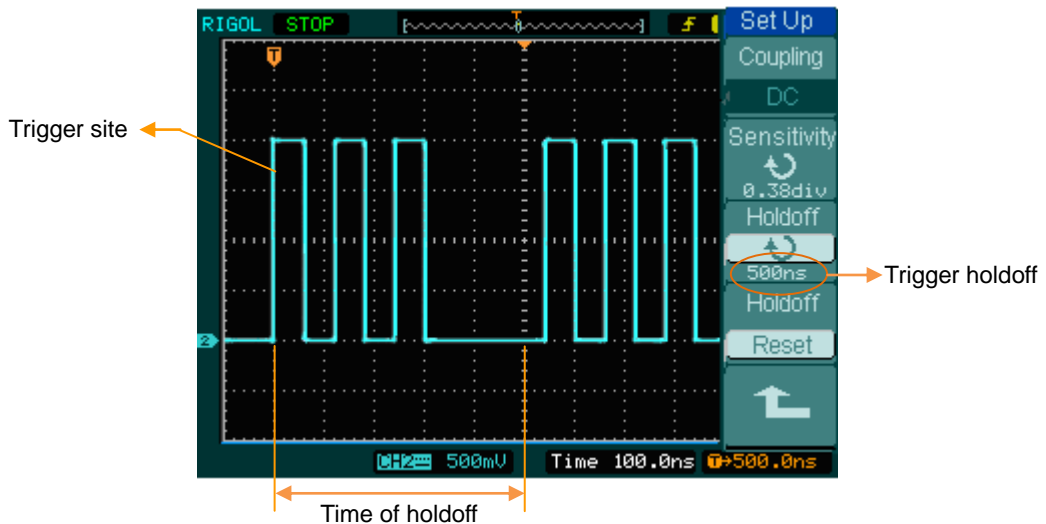 RIGOL STOP
T
T
Set Up
Coupling
DC
Sensitivity
0.38div
Holdoff
500ns
Holdoff
Reset
Trigger site
Trigger holdoff
2
CH2 500mV Time 100.0ns T→500.0ns
Time of holdoff